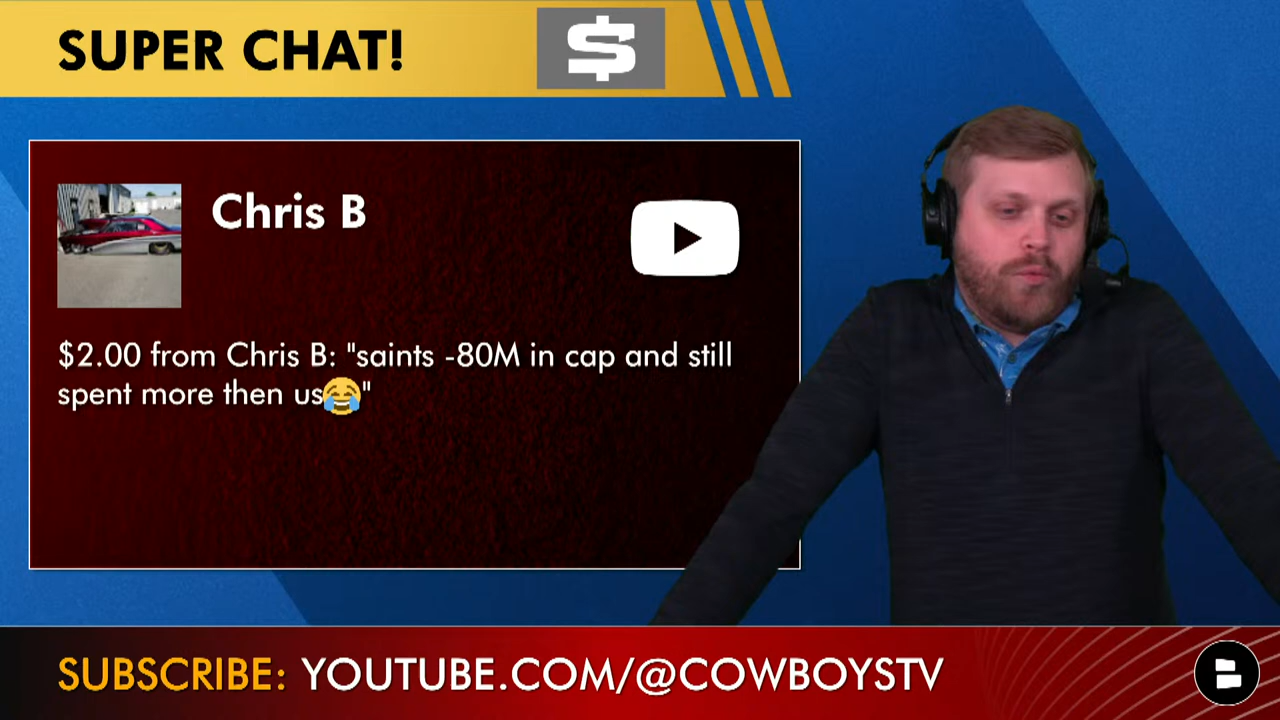 SUPER CHAT!
Chris B
$2.00 from Chris B: "saints -80M in cap and still
spent more then us😂"
SUBSCRIBE: YOUTUBE.COM/@COWBOYSTV